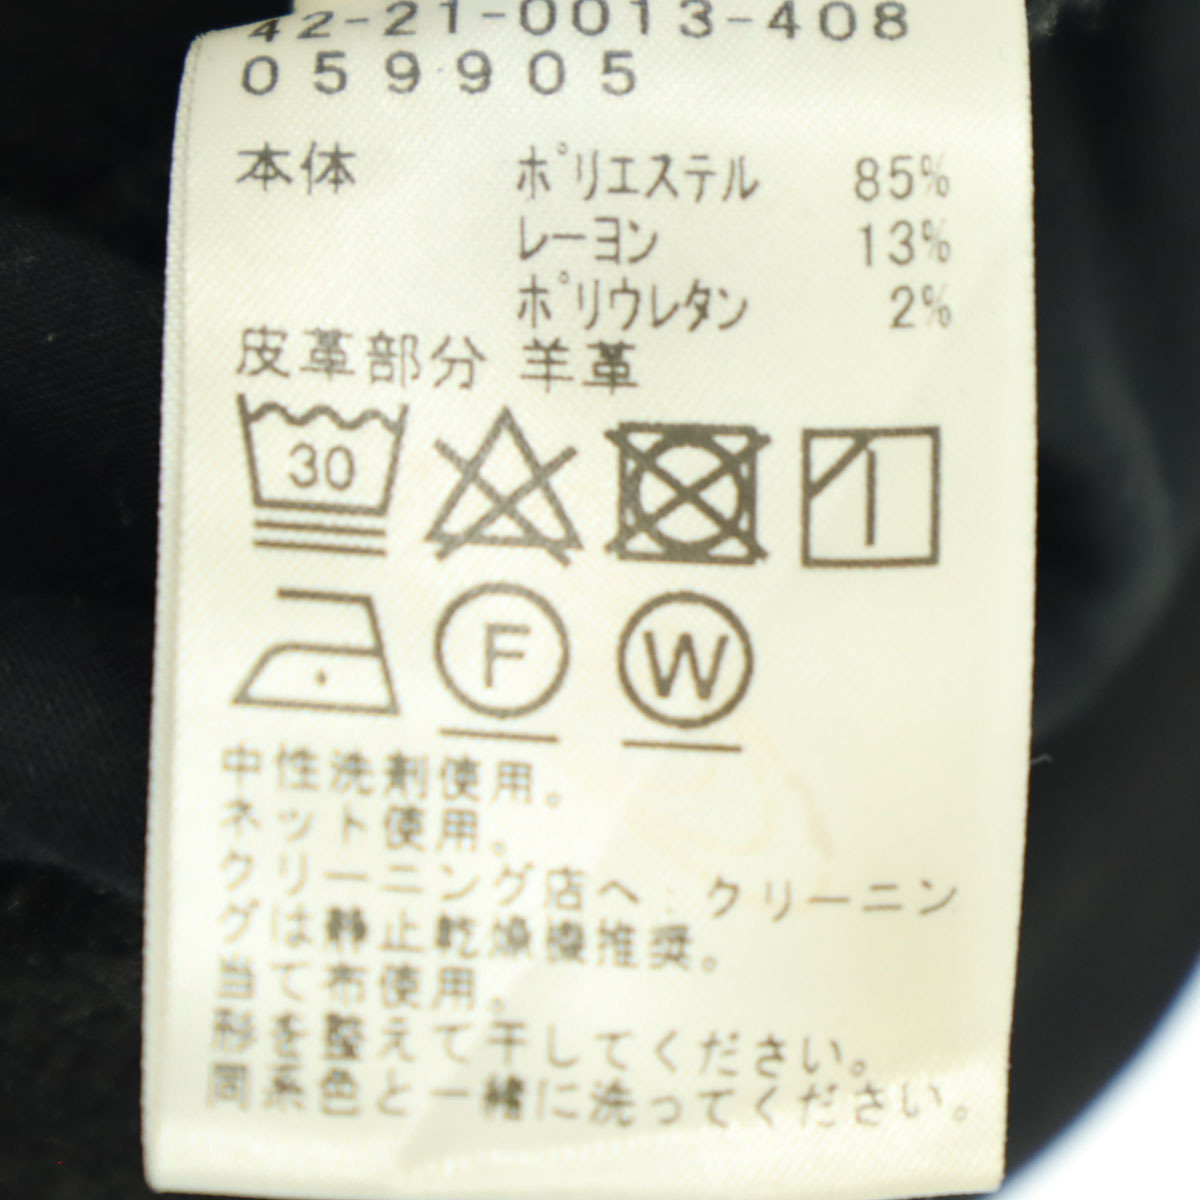 42-21-0013-408
059905
本体 ポリエステル 85%
レーヨン 13%
ポリウレタン 2%
皮革部分 羊革
30
F W
中性洗剤使用。
ネット使用。
クリーニング店へ:クリーニン
グは静止乾燥機推奨。
当て布使用。
形を整えて干してください。
同系色と一緒に洗ってください。